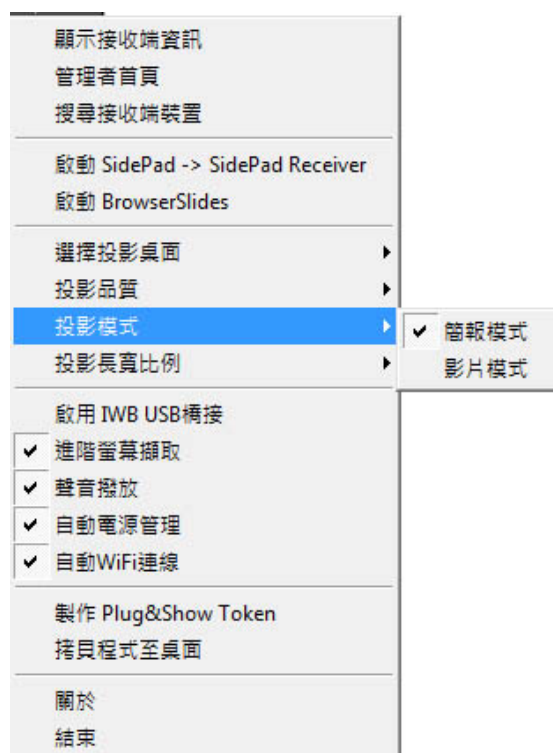 顯示接收端資訊
管理者首頁
搜尋接收端裝置
啟動 SidePad -> SidePad Receiver
啟動 BrowserSlides
選擇投影桌面
投影品質
投影模式
簡報模式
影片模式
投影長寬比例
啟用 IWB USB橋接
進階螢幕擷取
聲音撥放
自動電源管理
自動WiFi連線
製作 Plug&Show Token
拷貝程式至桌面
關於
結束